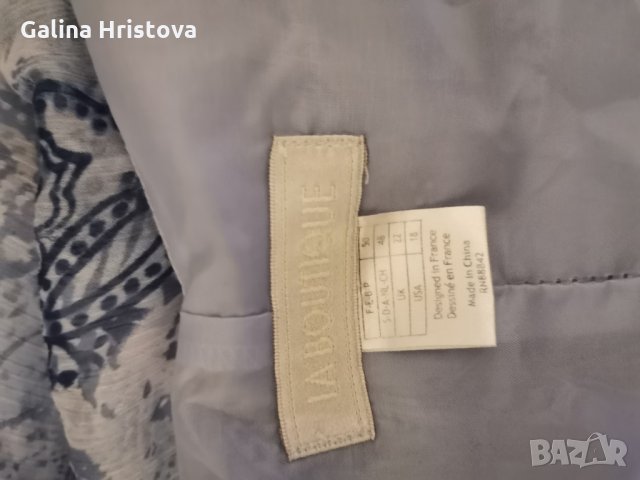 Galina Hristova
LA BOUTIQUE
F-E-B-P 50
S-D-A-NL-CH 48
UK 22
USA 18
Designed in France
Dessiné en France
Made in China
BAZAR